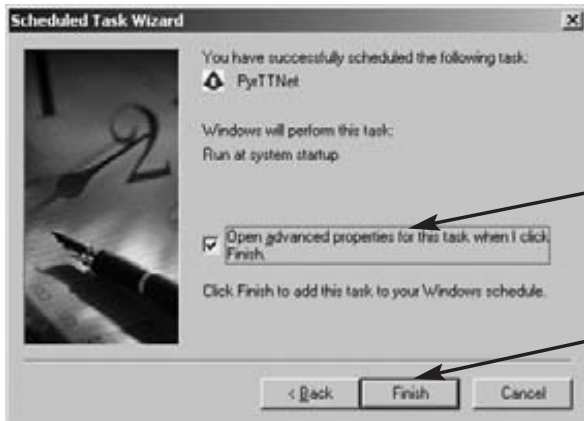 Scheduled Task Wizard
You have successfully scheduled the following task:
PyrTTNet
Windows will perform this task:
Run at system startup
Open advanced properties for this task when I click
Finish.
Click Finish to add this task to your Windows schedule.
< Back
Finish
Cancel